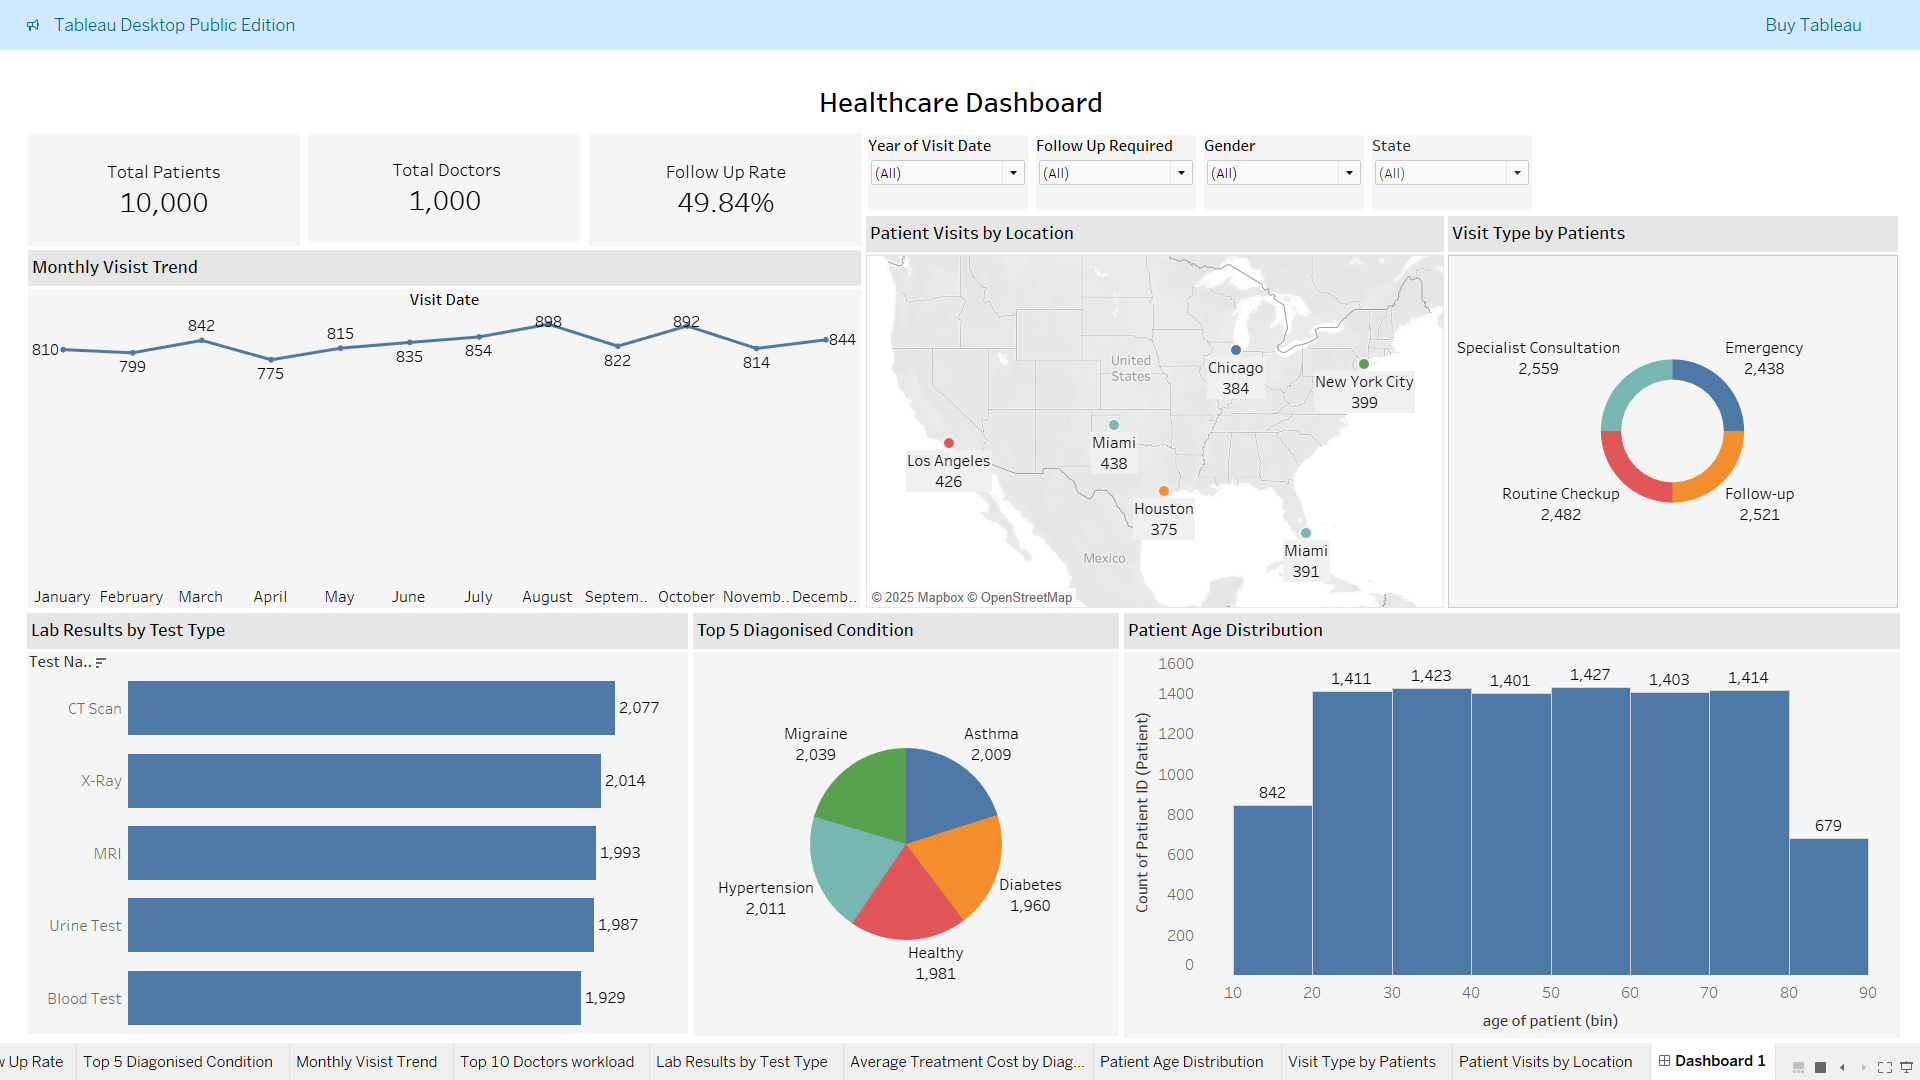 Tableau Desktop Public Edition
Buy Tableau
Healthcare Dashboard
Total Patients
10,000
Total Doctors
1,000
Follow Up Rate
49.84%
Year of Visit Date
(All)
Follow Up Required
(All)
Gender
(All)
State
(All)
Monthly Visist Trend
Visit Date
810
799
842
775
815
835
854
898
822
892
814
844
January
February
March
April
May
June
July
August
Septem..
October
Novemb..
Decemb..
Patient Visits by Location
United
States
Mexico
Chicago
384
New York City
399
Miami
438
Los Angeles
426
Houston
375
Miami
391
© 2025 Mapbox © OpenStreetMap
Visit Type by Patients
Specialist Consultation
2,559
Emergency
2,438
Routine Checkup
2,482
Follow-up
2,521
Lab Results by Test Type
Test Na..
CT Scan
2,077
X-Ray
2,014
MRI
1,993
Urine Test
1,987
Blood Test
1,929
Top 5 Diagonised Condition
Migraine
2,039
Asthma
2,009
Hypertension
2,011
Diabetes
1,960
Healthy
1,981
Patient Age Distribution
Count of Patient ID (Patient)
1600
1400
1200
1000
800
600
400
200
0
842
1,411
1,423
1,401
1,427
1,403
1,414
679
10
20
30
40
50
60
70
80
90
age of patient (bin)
w Up Rate
Top 5 Diagonised Condition
Monthly Visist Trend
Top 10 Doctors workload
Lab Results by Test Type
Average Treatment Cost by Diag...
Patient Age Distribution
Visit Type by Patients
Patient Visits by Location
Dashboard 1